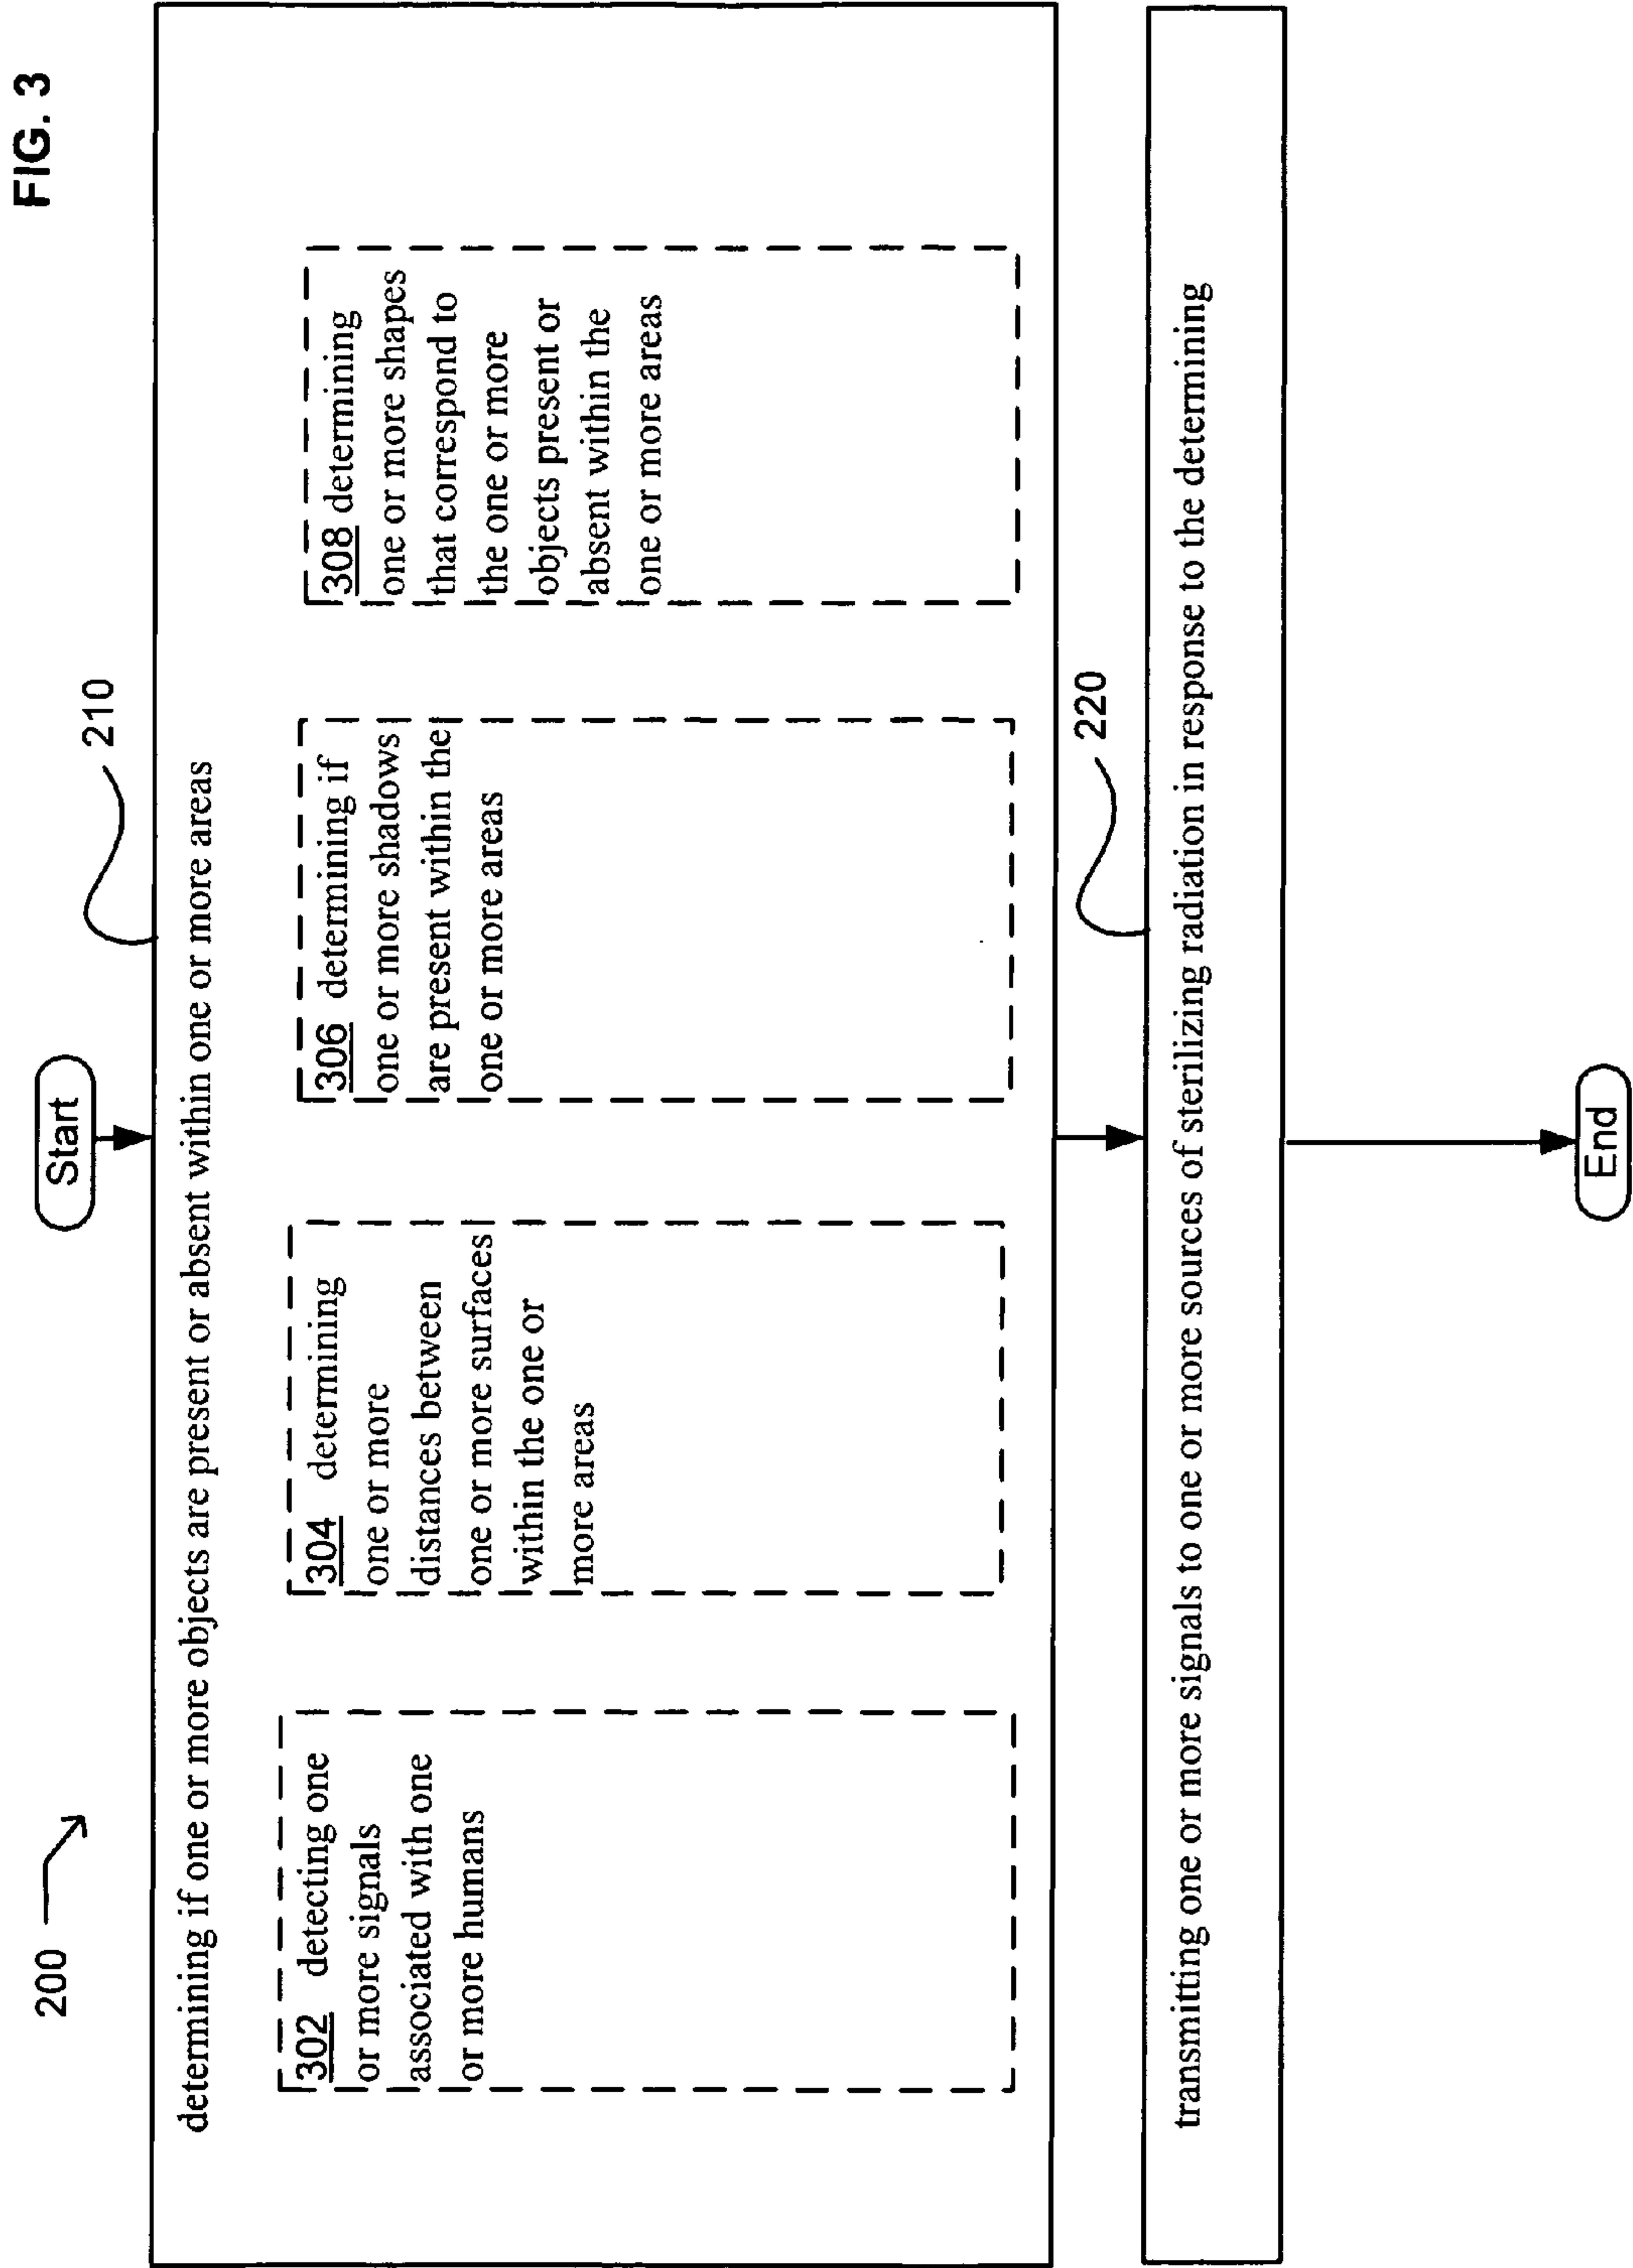 FIG. 3
200
Start
210
determining if one or more objects are present or absent within one or more areas
302 detecting one
or more signals
associated with one
or more humans
304 determining
one or more
distances between
one or more surfaces
within the one or
more areas
306 determining if
one or more shadows
are present within the
one or more areas
308 determining
one or more shapes
that correspond to
the one or more
objects present or
absent within the
one or more areas
220
transmitting one or more signals to one or more sources of sterilizing radiation in response to the determining
End